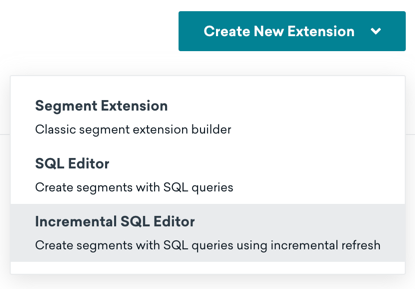 Create New Extension
Segment Extension
Classic segment extension builder
SQL Editor
Create segments with SQL queries
Incremental SQL Editor
Create segments with SQL queries using incremental refresh